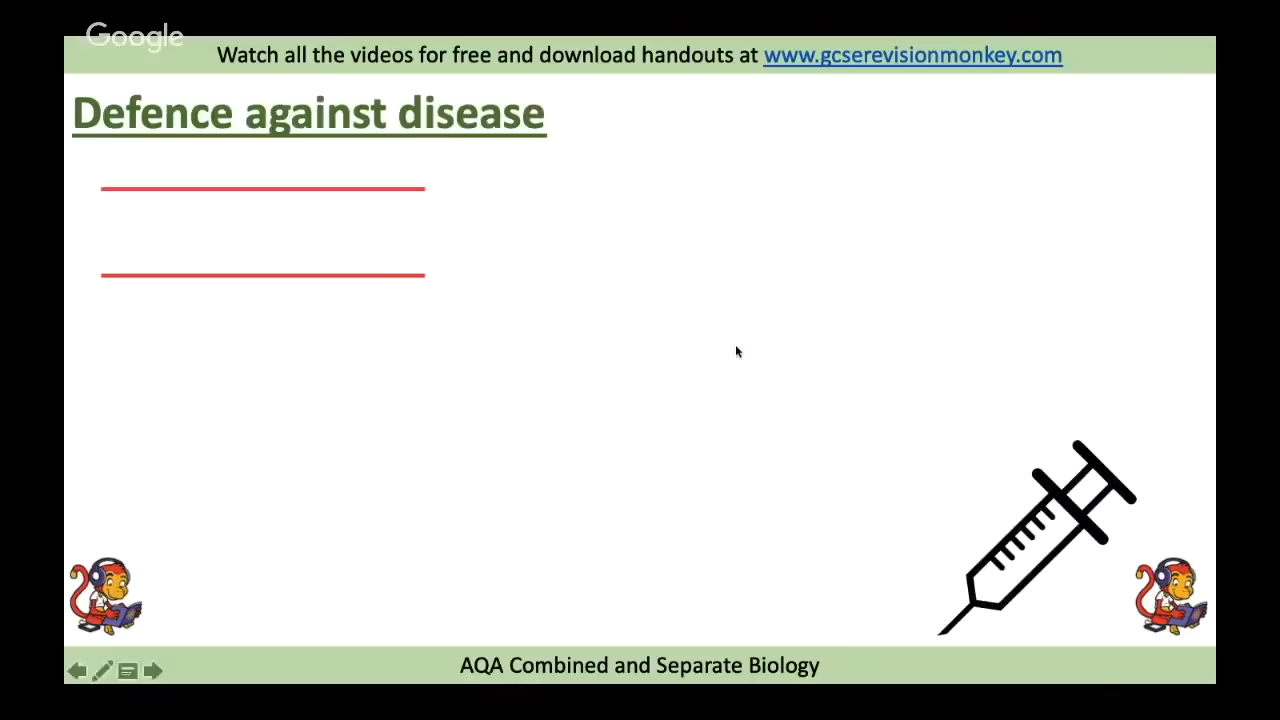 Google
Watch all the videos for free and download handouts at www.gcserevisionmonkey.com
Defence against disease
AQA Combined and Separate Biology